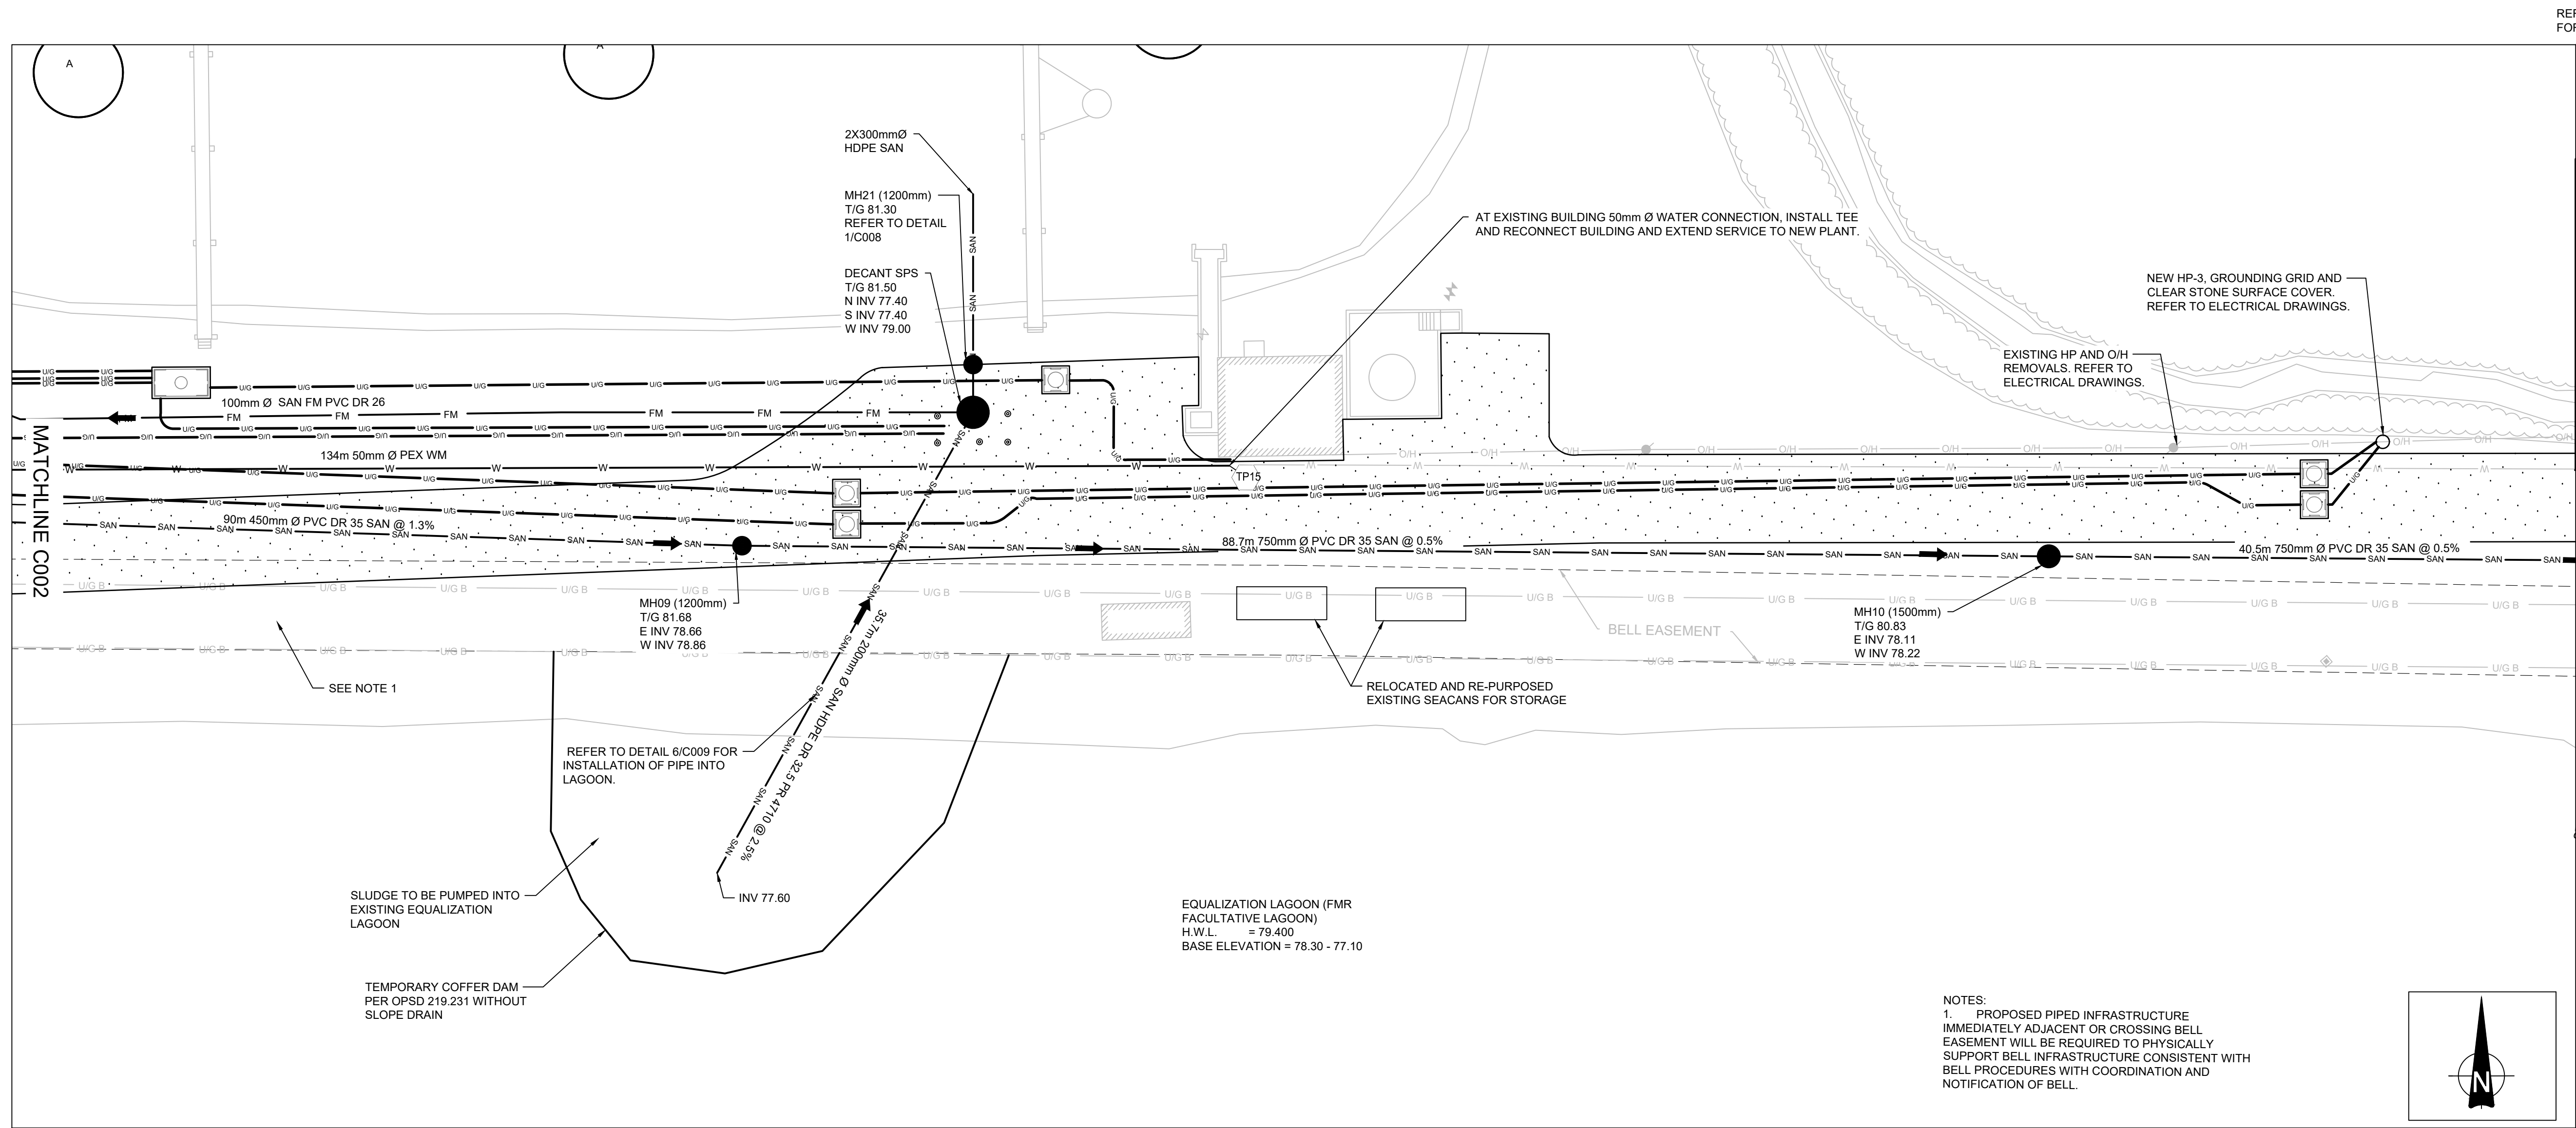 REF
FOR
A
A
2X300mmØ
HDPE SAN
MH21 (1200mm)
T/G 81.30
REFER TO DETAIL
1/C008
DECANT SPS
T/G 81.50
N INV 77.40
S INV 77.40
W INV 79.00
AT EXISTING BUILDING 50mm Ø WATER CONNECTION, INSTALL TEE
AND RECONNECT BUILDING AND EXTEND SERVICE TO NEW PLANT.
NEW HP-3, GROUNDING GRID AND
CLEAR STONE SURFACE COVER.
REFER TO ELECTRICAL DRAWINGS.
EXISTING HP AND O/H
REMOVALS. REFER TO
ELECTRICAL DRAWINGS.
100mm Ø SAN FM PVC DR 26
FM FM FM FM FM FM
134m 50mm Ø PEX WM
TP15
MATCHLINE C002
90m 450mm Ø PVC DR 35 SAN @ 1.3%
88.7m 750mm Ø PVC DR 35 SAN @ 0.5%
40.5m 750mm Ø PVC DR 35 SAN @ 0.5%
MH09 (1200mm)
T/G 81.68
E INV 78.66
W INV 78.86
35.7m 200mm Ø SAN HDPE DR 32.5 PR 4710 @ 2.5%
MH10 (1500mm)
T/G 80.83
E INV 78.11
W INV 78.22
BELL EASEMENT
SEE NOTE 1
RELOCATED AND RE-PURPOSED
EXISTING SEACANS FOR STORAGE
REFER TO DETAIL 6/C009 FOR
INSTALLATION OF PIPE INTO
LAGOON.
INV 77.60
SLUDGE TO BE PUMPED INTO
EXISTING EQUALIZATION
LAGOON
EQUALIZATION LAGOON (FMR
FACULTATIVE LAGOON)
H.W.L. = 79.400
BASE ELEVATION = 78.30 - 77.10
TEMPORARY COFFER DAM
PER OPSD 219.231 WITHOUT
SLOPE DRAIN
NOTES:
1. PROPOSED PIPED INFRASTRUCTURE
IMMEDIATELY ADJACENT OR CROSSING BELL
EASEMENT WILL BE REQUIRED TO PHYSICALLY
SUPPORT BELL INFRASTRUCTURE CONSISTENT WITH
BELL PROCEDURES WITH COORDINATION AND
NOTIFICATION OF BELL.
N